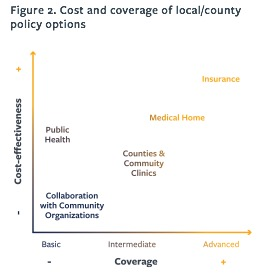 Figure 2. Cost and coverage of local/county
policy options
+
Insurance
Medical Home
Public
Health
Counties &
Commuity
Clinics
Cost-effectiveness
Collaboration
with Community
Organizations
-
Basic
Intermediate
Advanced
-
Coverage
+